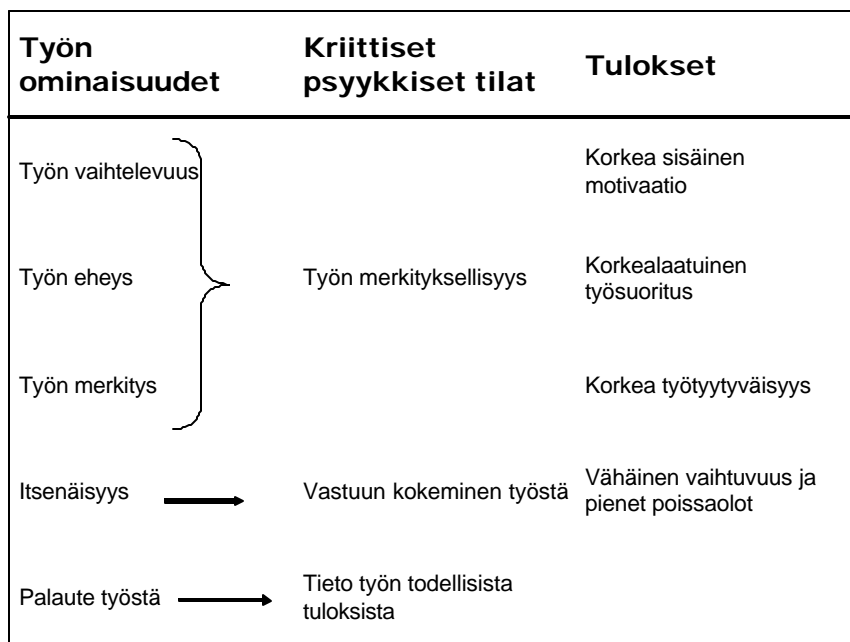 Työn
ominaisuudet
Kriittiset
psyykkiset tilat
Tulokset
Työn vaihtelevuus
Korkea sisäinen
motivaatio
Työn eheys
Työn merkityksellisyys
Korkealaatuinen
työsuoritus
Työn merkitys
Korkea työtyytyväisyys
Itsenäisyys
Vastuun kokeminen työstä
Vähäinen vaihtuvuus ja
pienet poissaolot
Palaute työstä
Tieto työn todellisista
tuloksista